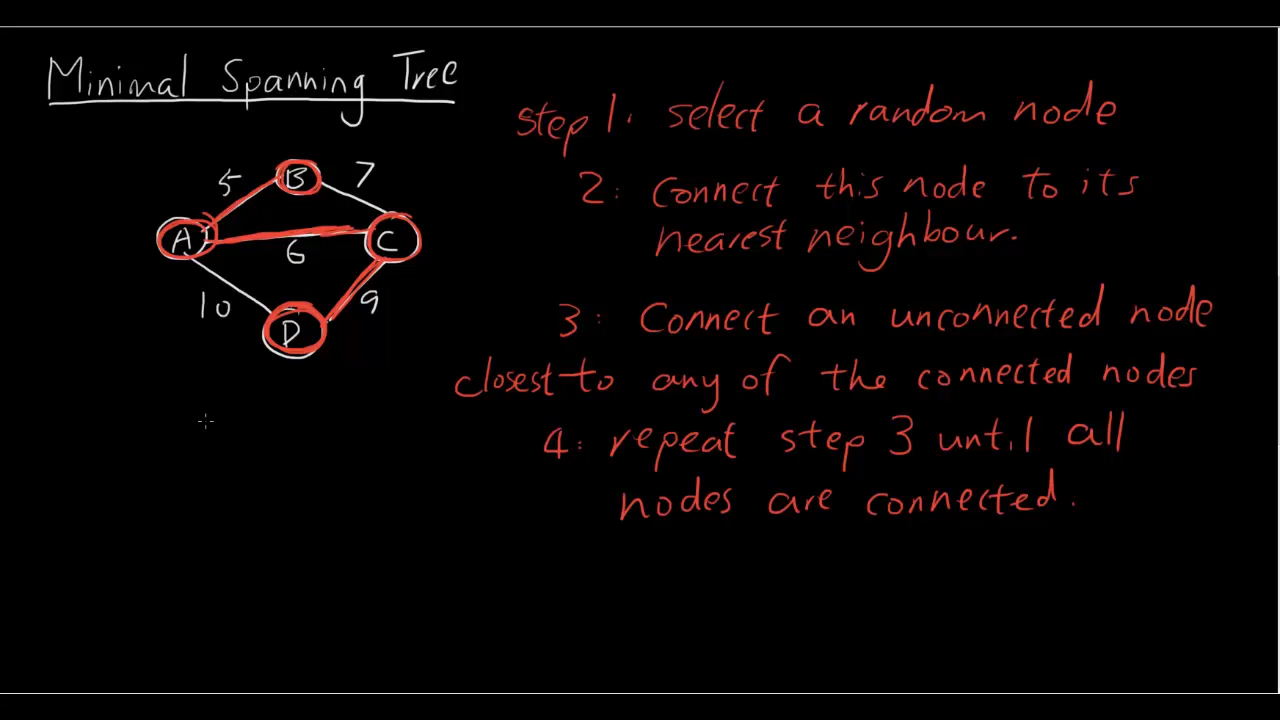 Minimal Spanning Tree
step 1. select a random node
2: Connect this node to its
nearest neighbour.
3: Connect an unconnected node
closest to any of the connected nodes
4: repeat step 3 until all
nodes are connected.
5
B
7
A
6
C
10
D
9